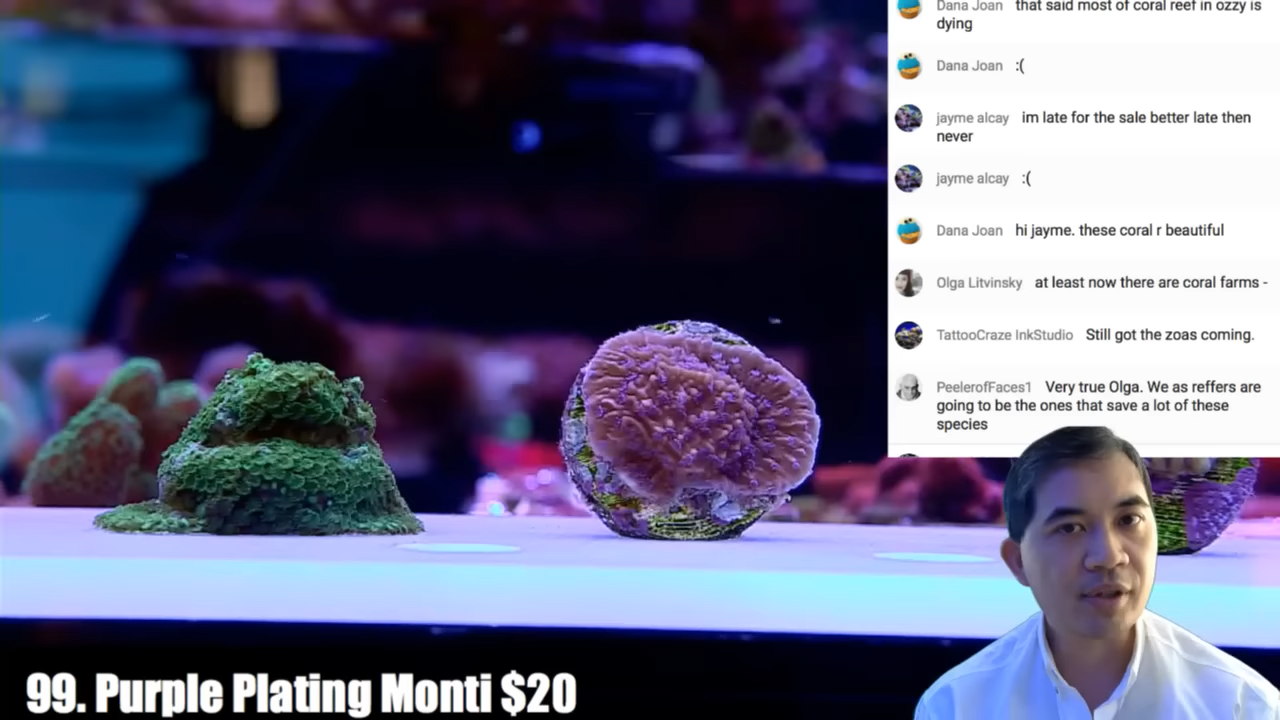 Dana Joan that said most of coral reef in ozzy is
dying
Dana Joan :(
jayme alcay im late for the sale better late then
never
jayme alcay :(
Dana Joan hi jayme. these coral r beautiful
Olga Litvinsky at least now there are coral farms -
TattooCraze InkStudio Still got the zoas coming.
PeelerofFaces1 Very true Olga. We as reffers are
going to be the ones that save a lot of these
species
99. Purple Plating Monti $20